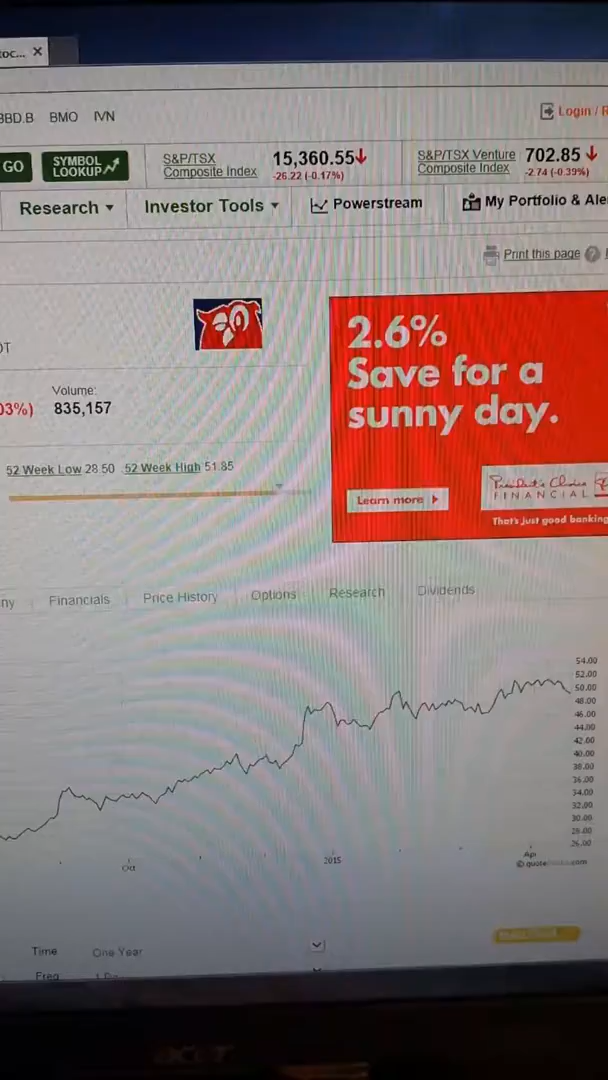 BBD.B BMO IVN
Login /
GO
SYMBOL
LOOKUP
S&P/TSX
Composite Index
15,360.55
-26.22 (-0.17%)
S&P/TSX Venture
Composite Index
702.85
-2.74 (-0.39%)
Research
Investor Tools
Powerstream
My Portfolio & Ale
Print this page
Volume:
03%) 835,157
52 Week Low 28.50 52 Week High 51.85
2.6%
Save for a
sunny day.
Learn more
President's Choice
FINANCIAL
That's just good banking
ny
Financials
Price History
Options
Research
Dividends
54.00
52.00
50.00
48.00
46.00
44.00
42.00
40.00
38.00
36.00
34.00
32.00
30.00
28.00
26.00
Oct
2015
Apr
Time
One Year
Freq
acer